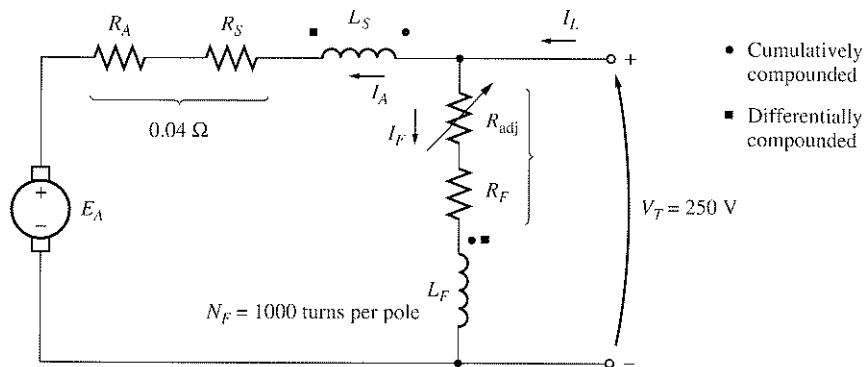 R_A
R_S
L_S
I_L
+
● Cumulatively
compounded
I_A
0.04 Ω
I_F
R_adj
■ Differentially
compounded
R_F
+
−
E_A
V_T = 250 V
L_F
N_F = 1000 turns per pole
−